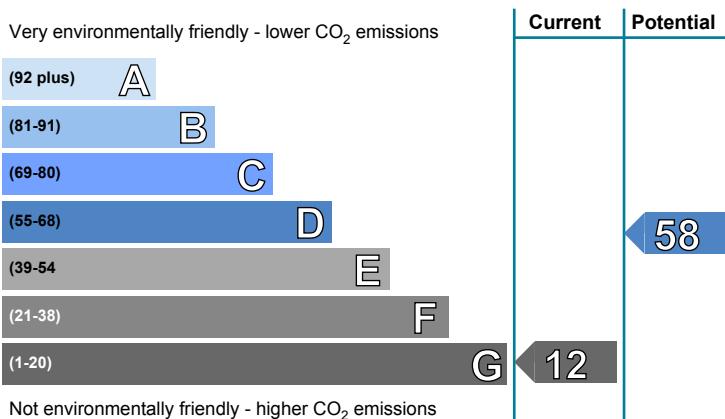 Current Potential
Very environmentally friendly - lower CO2 emissions
(92 plus) A
(81-91) B
(69-80) C
(55-68) D
58
(39-54 E
(21-38) F
(1-20) G 12
Not environmentally friendly - higher CO2 emissions